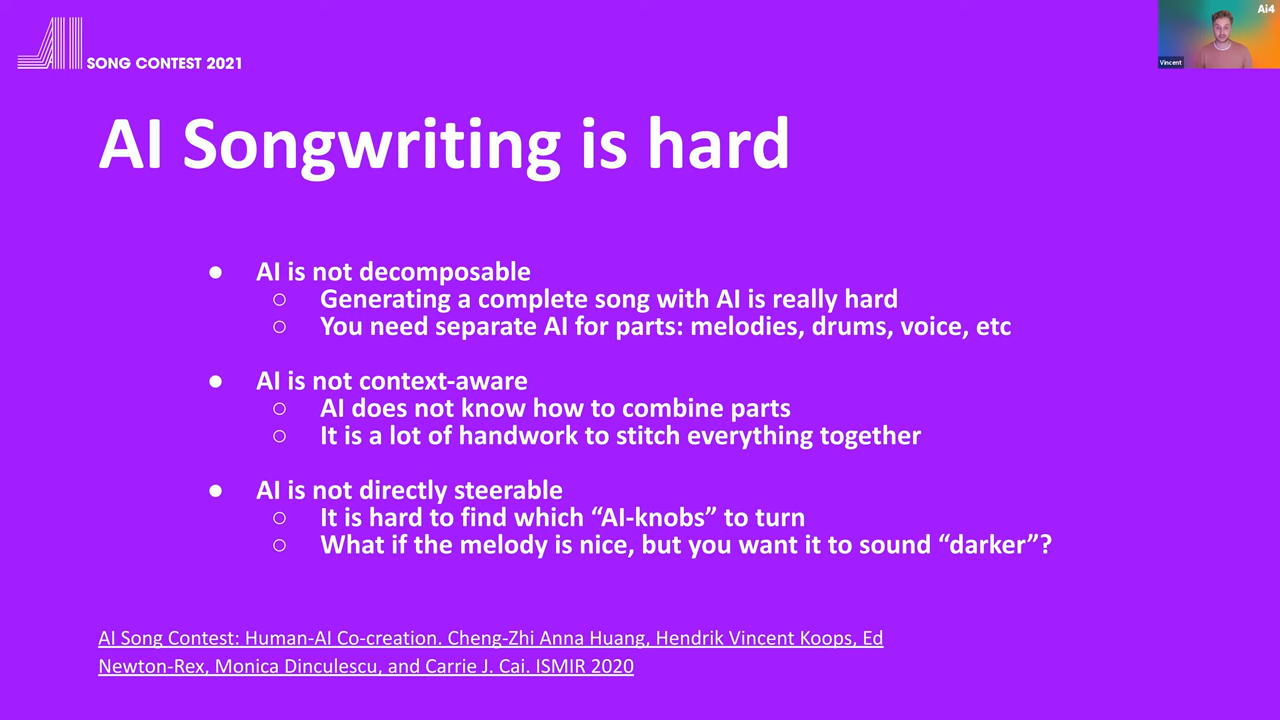 SONG CONTEST 2021
Ai4
Vincent
AI Songwriting is hard
● AI is not decomposable
○ Generating a complete song with AI is really hard
○ You need separate AI for parts: melodies, drums, voice, etc
● AI is not context-aware
○ AI does not know how to combine parts
○ It is a lot of handwork to stitch everything together
● AI is not directly steerable
○ It is hard to find which “AI-knobs” to turn
○ What if the melody is nice, but you want it to sound “darker”?
AI Song Contest: Human-AI Co-creation. Cheng-Zhi Anna Huang, Hendrik Vincent Koops, Ed
Newton-Rex, Monica Dinculescu, and Carrie J. Cai. ISMIR 2020